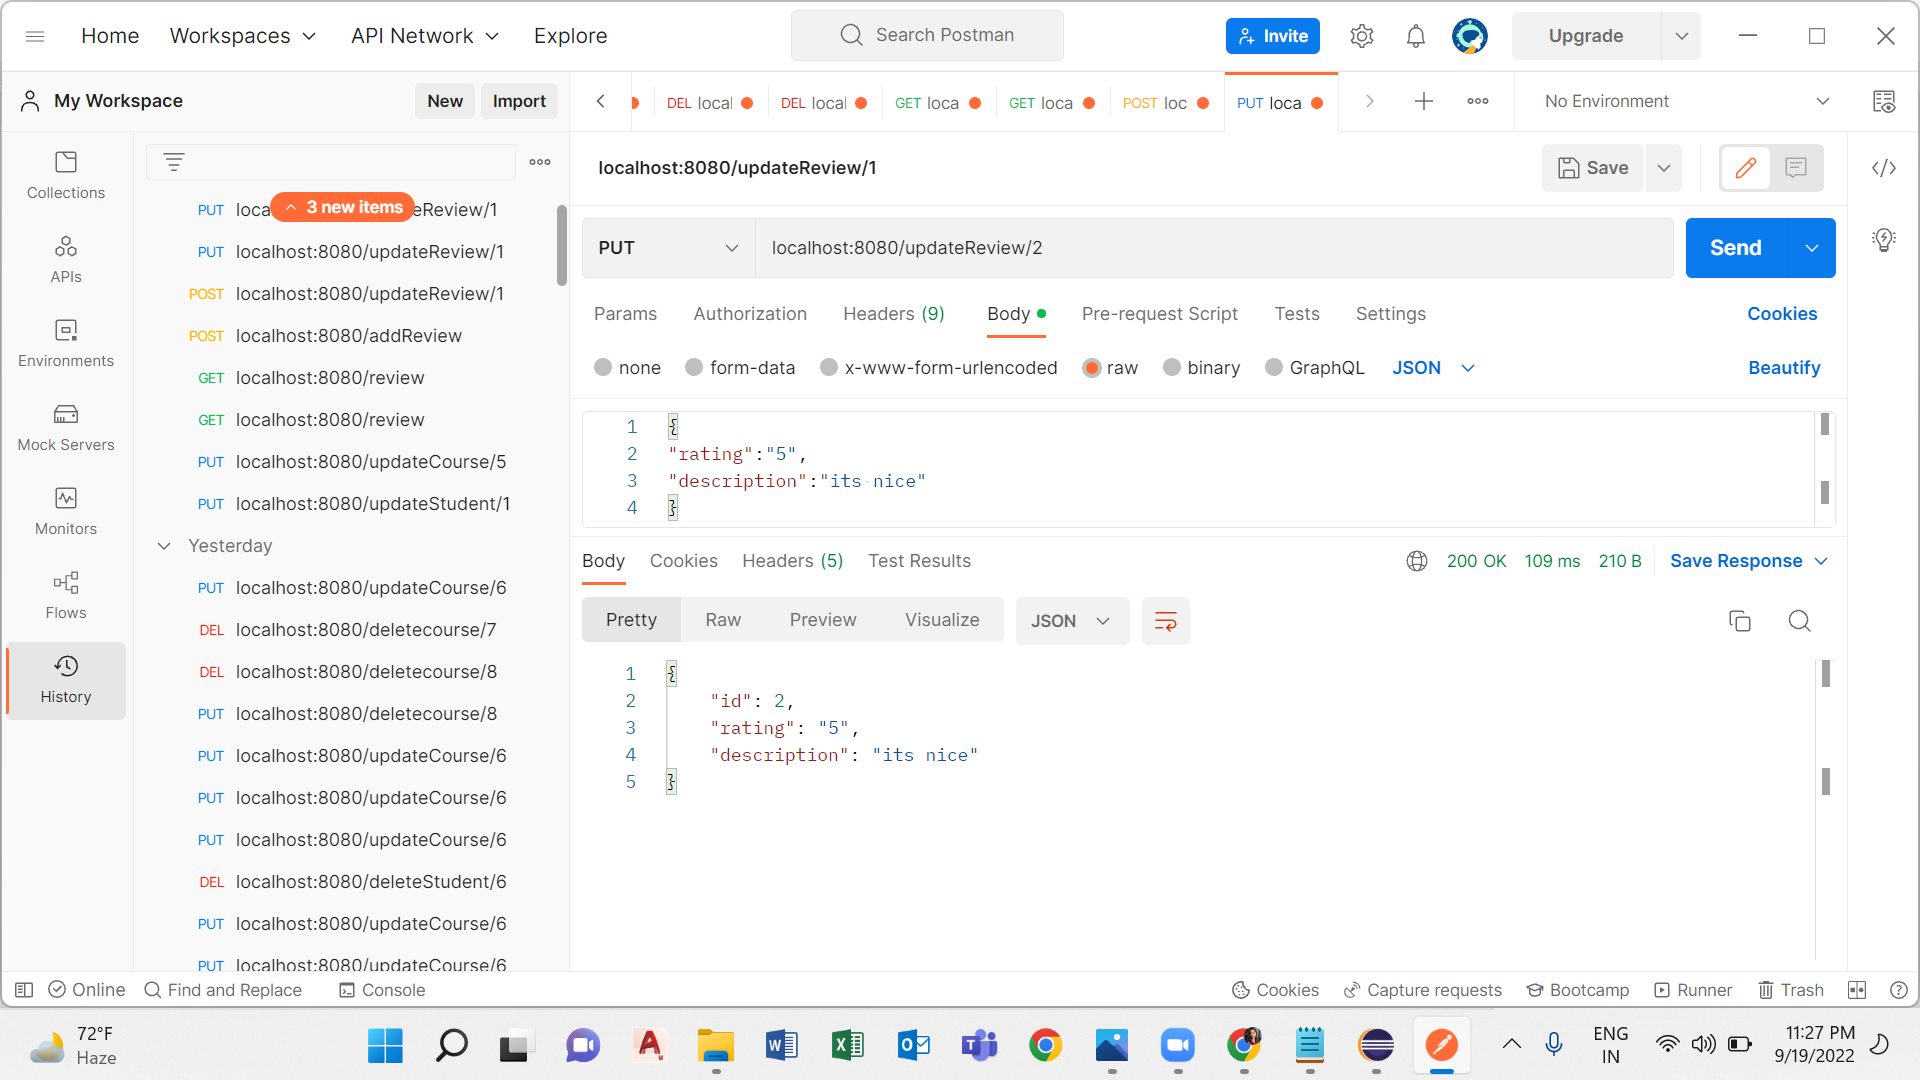 Home Workspaces API Network Explore Search Postman Invite Upgrade
My Workspace New Import DEL local DEL local GET loca GET loca POST loc PUT loca No Environment
localhost:8080/updateReview/1 Save
Collections
APIs
Environments
Mock Servers
Monitors
Flows
History
PUT loca 3 new items eReview/1
PUT localhost:8080/updateReview/1
POST localhost:8080/updateReview/1
POST localhost:8080/addReview
GET localhost:8080/review
GET localhost:8080/review
PUT localhost:8080/updateCourse/5
PUT localhost:8080/updateStudent/1
Yesterday
PUT localhost:8080/updateCourse/6
DEL localhost:8080/deletecourse/7
DEL localhost:8080/deletecourse/8
PUT localhost:8080/deletecourse/8
PUT localhost:8080/updateCourse/6
PUT localhost:8080/updateCourse/6
PUT localhost:8080/updateCourse/6
DEL localhost:8080/deleteStudent/6
PUT localhost:8080/updateCourse/6
PUT localhost:8080/updateCourse/6
PUT localhost:8080/updateReview/2 Send
Params Authorization Headers (9) Body Pre-request Script Tests Settings Cookies
none form-data x-www-form-urlencoded raw binary GraphQL JSON Beautify
1 {
2 "rating":"5",
3 "description":"its nice"
4 }
Body Cookies Headers (5) Test Results 200 OK 109 ms 210 B Save Response
Pretty Raw Preview Visualize JSON
1 {
2 "id": 2,
3 "rating": "5",
4 "description": "its nice"
5 }
Online Find and Replace Console Cookies Capture requests Bootcamp Runner Trash
72°F
Haze
ENG
IN
11:27 PM
9/19/2022